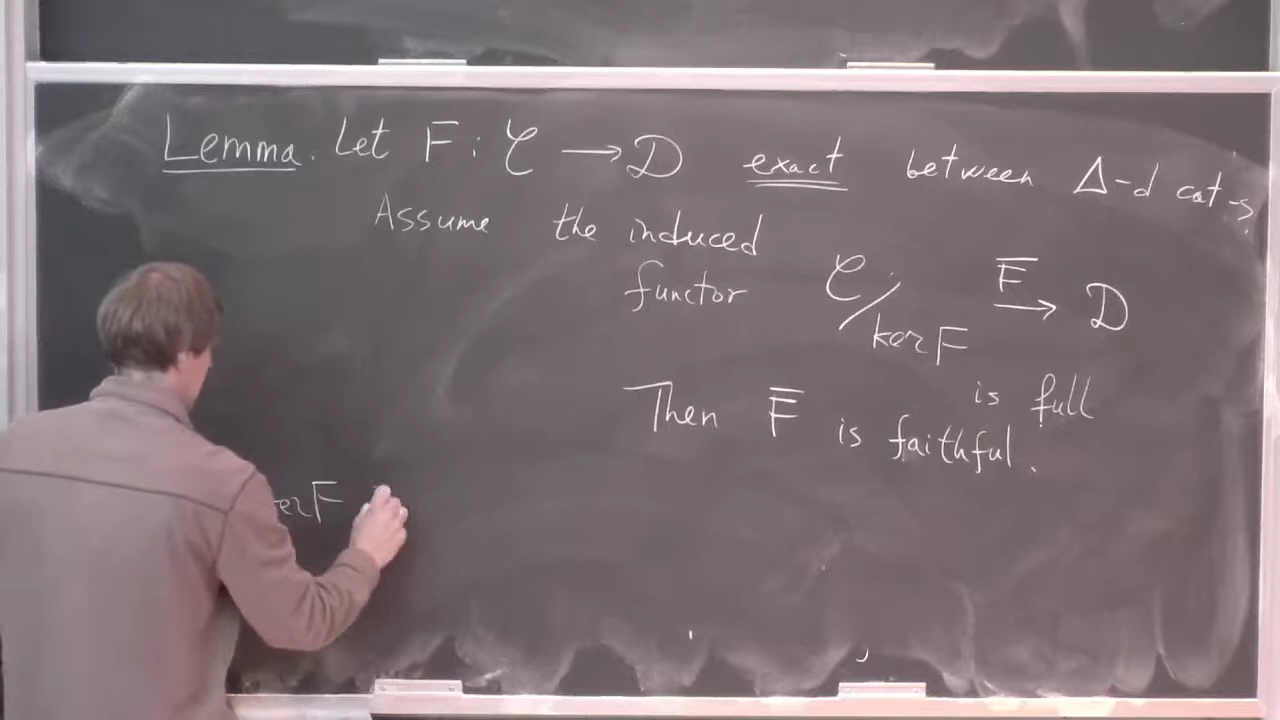 Lemma. Let F : 𝒞 → 𝒟 exact between Δ-d cat-s.
Assume the induced
functor 𝒞/ker F F̅→ 𝒟
is full
Then F̅ is faithful.
ker F